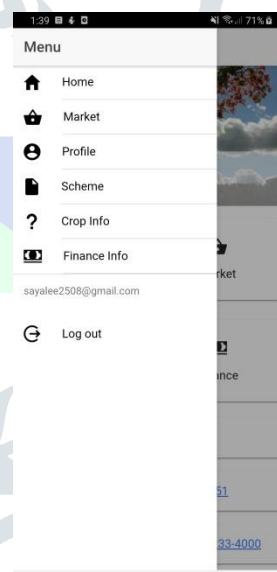 1:39
71%
Menu
Home
Market
Profile
Scheme
Crop Info
Finance Info
sayalee2508@gmail.com
Log out
rket
nce
51
33-4000